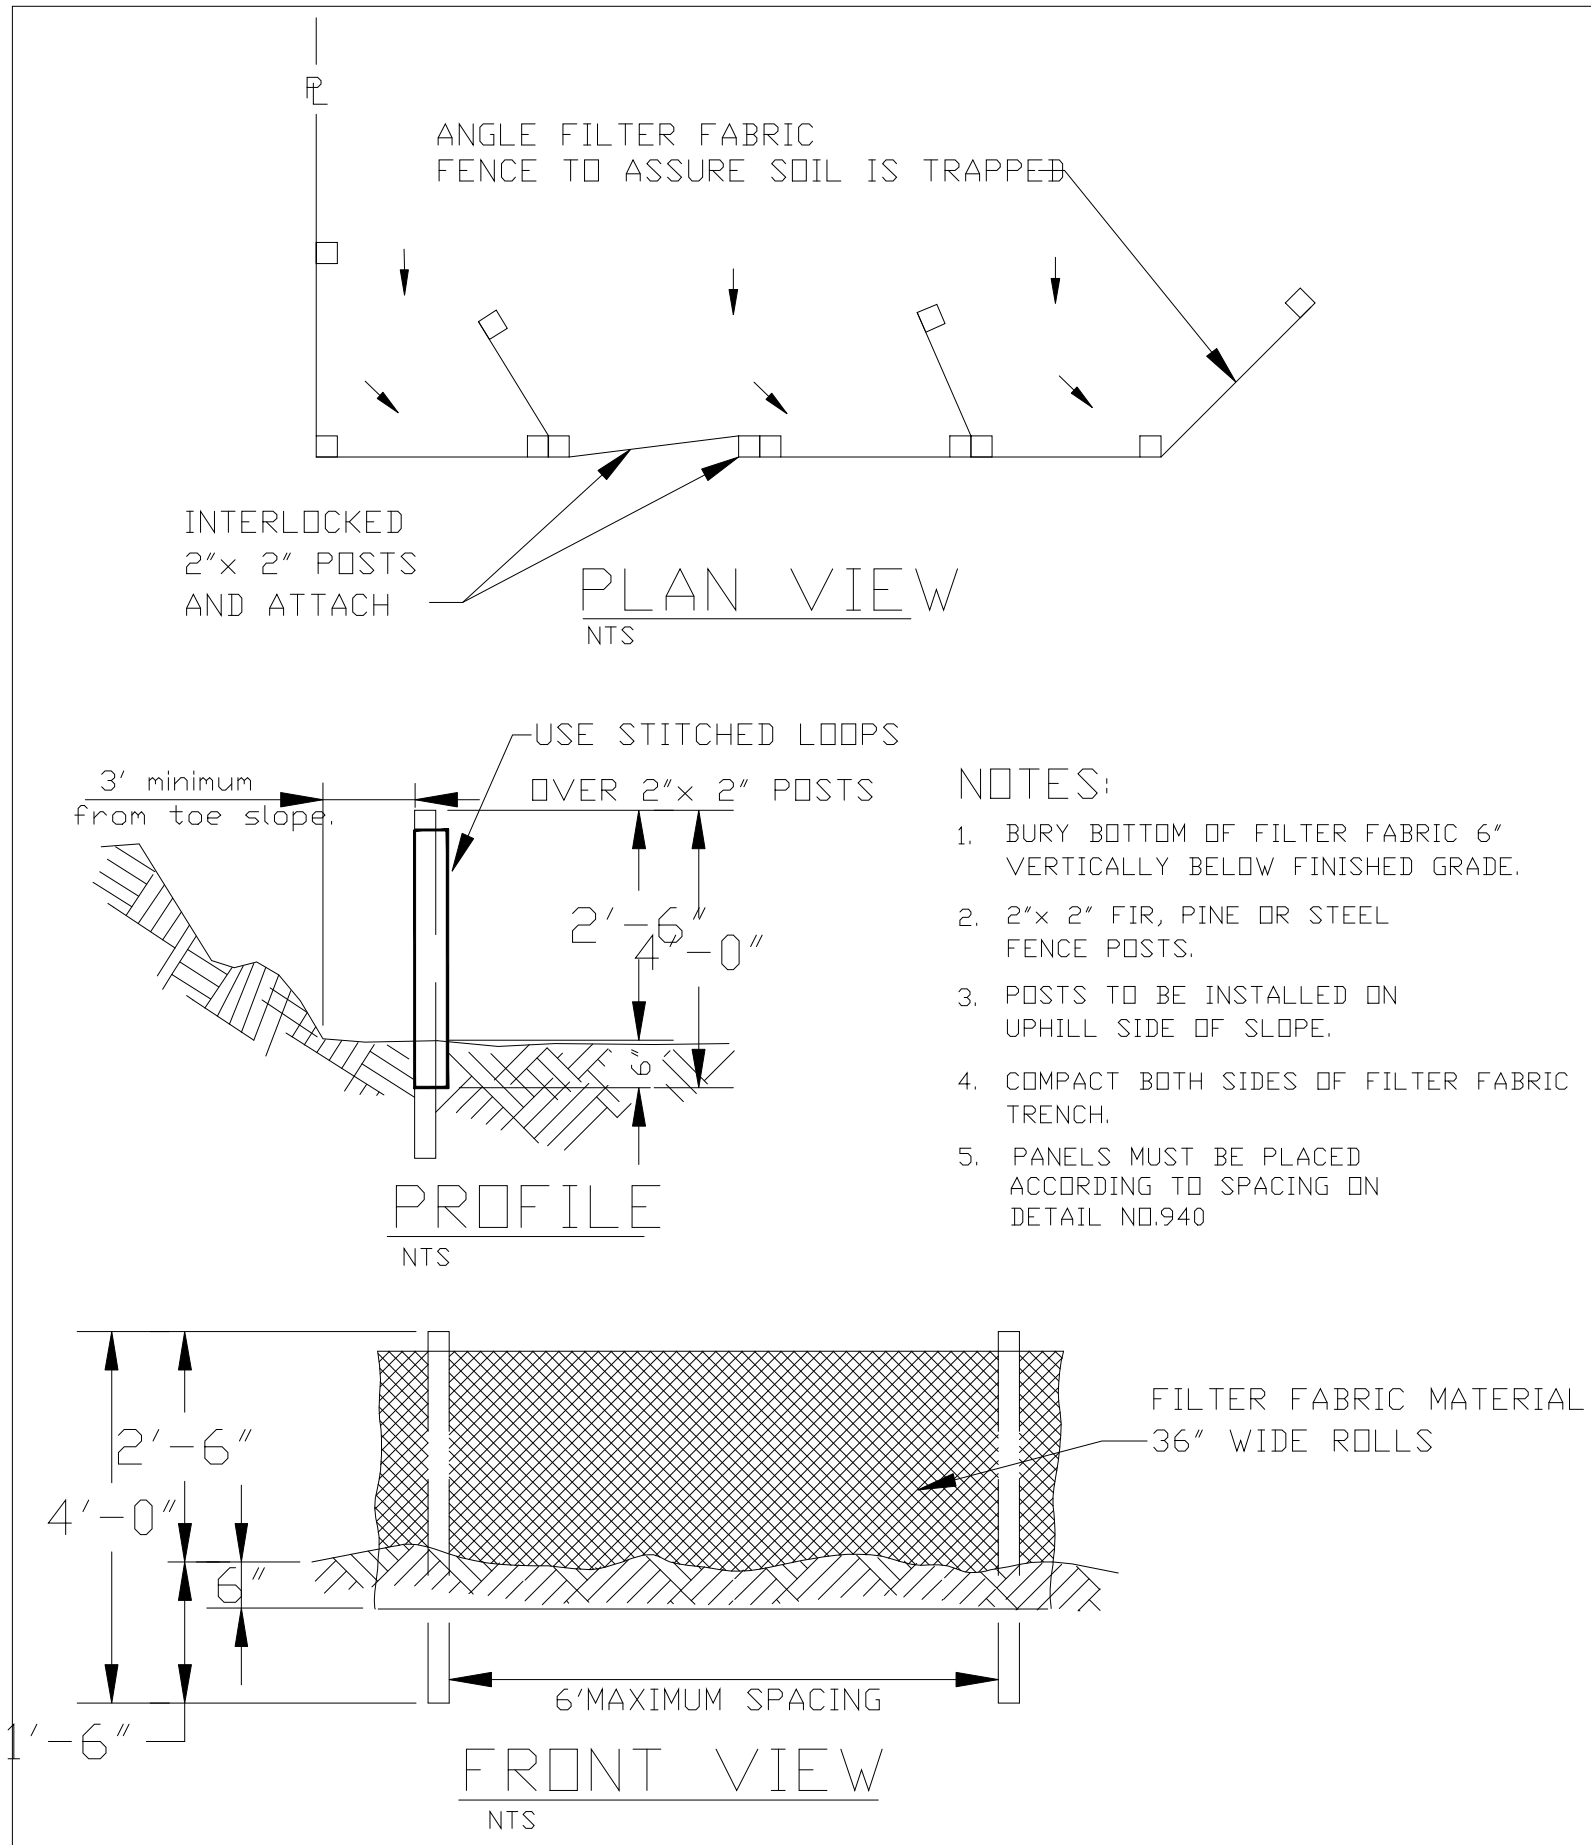 PL
ANGLE FILTER FABRIC
FENCE TO ASSURE SOIL IS TRAPPED
INTERLOCKED
2"x 2" POSTS
AND ATTACH
PLAN VIEW
NTS
USE STITCHED LOOPS
OVER 2"x 2" POSTS
3' minimum
from toe slope.
2'-6"
4'-0"
6"
PROFILE
NTS
NOTES:
1. BURY BOTTOM OF FILTER FABRIC 6"
VERTICALLY BELOW FINISHED GRADE.
2. 2"x 2" FIR, PINE OR STEEL
FENCE POSTS.
3. POSTS TO BE INSTALLED ON
UPHILL SIDE OF SLOPE.
4. COMPACT BOTH SIDES OF FILTER FABRIC
TRENCH.
5. PANELS MUST BE PLACED
ACCORDING TO SPACING ON
DETAIL NO.940
FILTER FABRIC MATERIAL
36" WIDE ROLLS
2'-6"
4'-0"
6"
1'-6"
6'MAXIMUM SPACING
FRONT VIEW
NTS